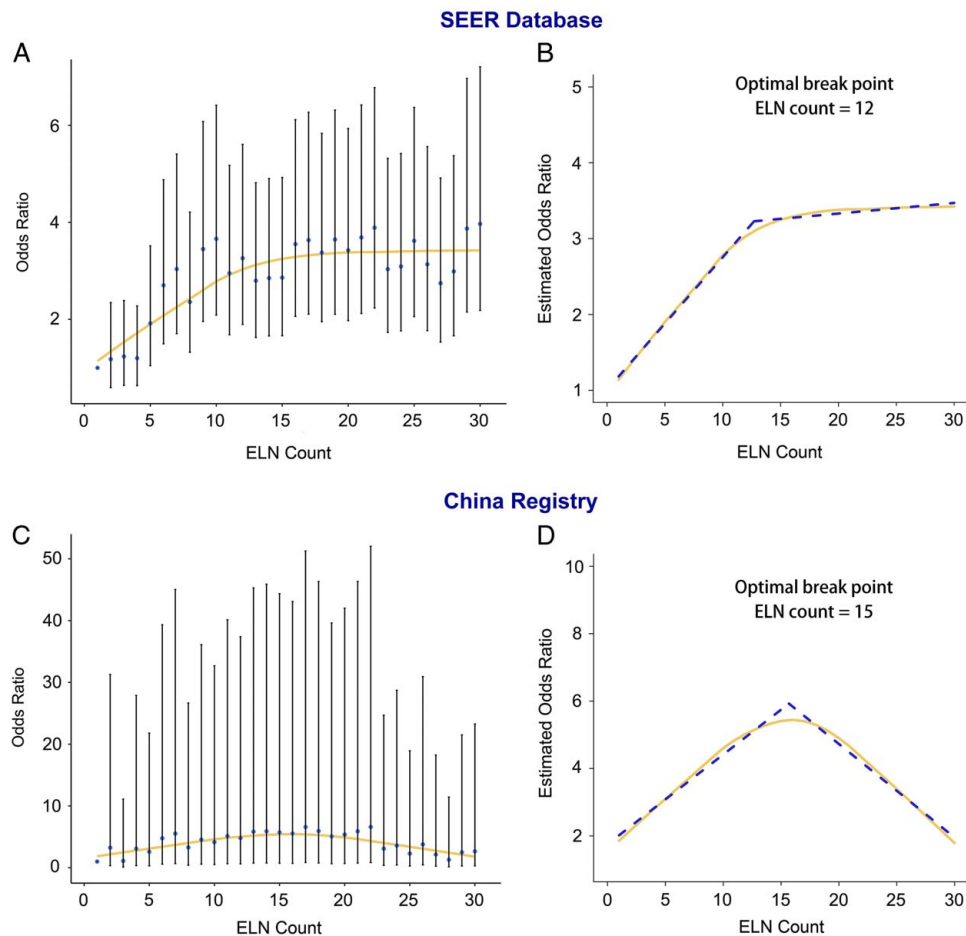 SEER Database
A
Odds Ratio
6
4
2
0
5
10
15
20
25
30
ELN Count
B
Optimal break point
ELN count = 12
Estimated Odds Ratio
5
4
3
2
1
0
5
10
15
20
25
30
ELN Count
China Registry
C
Odds Ratio
50
40
30
20
10
0
0
5
10
15
20
25
30
ELN Count
D
Optimal break point
ELN count = 15
Estimated Odds Ratio
10
8
6
4
2
0
5
10
15
20
25
30
ELN Count